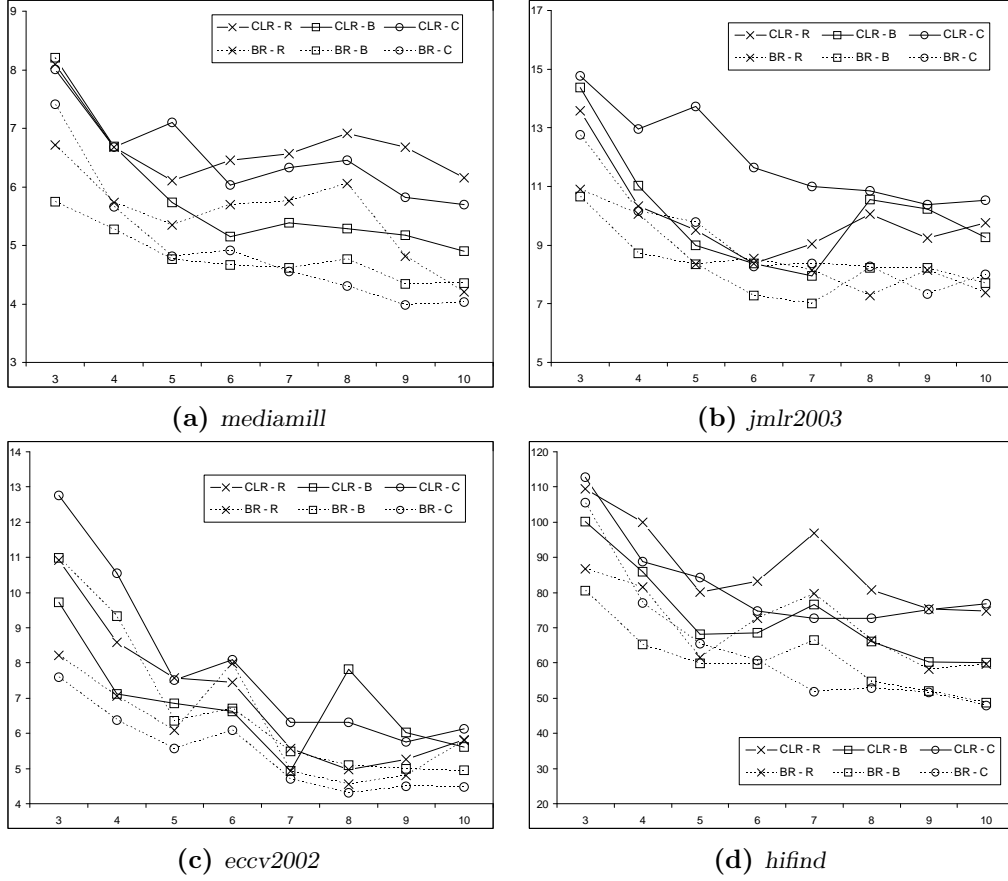 9
8
7
6
5
4
3
3 4 5 6 7 8 9 10
CLR - R CLR - B CLR - C
BR - R BR - B BR - C
(a) mediamill
17
15
13
11
9
7
5
3 4 5 6 7 8 9 10
CLR - R CLR - B CLR - C
BR - R BR - B BR - C
(b) jmlr2003
14
13
12
11
10
9
8
7
6
5
4
3 4 5 6 7 8 9 10
CLR - R CLR - B CLR - C
BR - R BR - B BR - C
(c) eccv2002
120
110
100
90
80
70
60
50
40
30
20
3 4 5 6 7 8 9 10
CLR - R CLR - B CLR - C
BR - R BR - B BR - C
(d) hifind